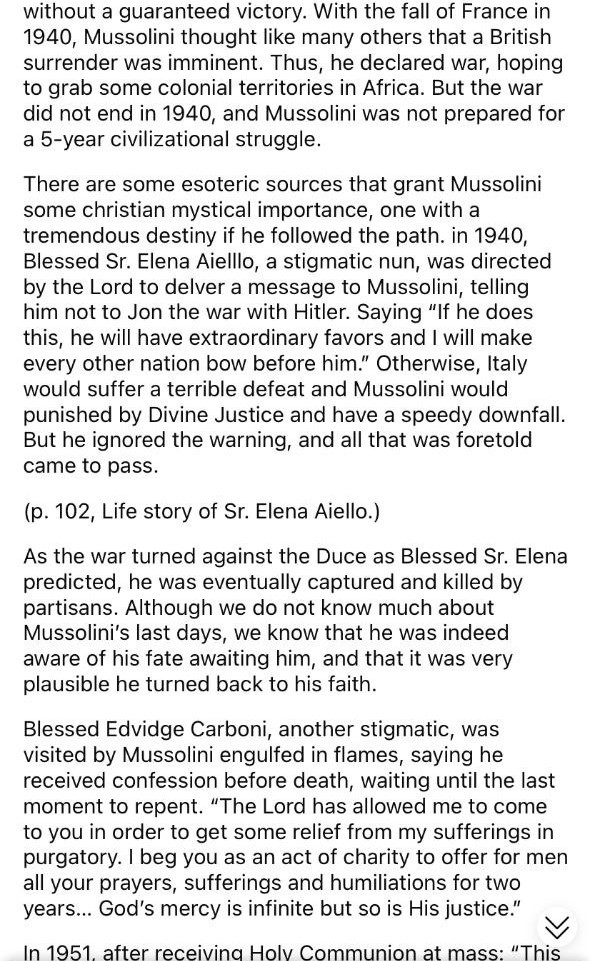 without a guaranteed victory. With the fall of France in
1940, Mussolini thought like many others that a British
surrender was imminent. Thus, he declared war, hoping
to grab some colonial territories in Africa. But the war
did not end in 1940, and Mussolini was not prepared for
a 5-year civilizational struggle.
There are some esoteric sources that grant Mussolini
some christian mystical importance, one with a
tremendous destiny if he followed the path. in 1940,
Blessed Sr. Elena Aielllo, a stigmatic nun, was directed
by the Lord to delver a message to Mussolini, telling
him not to Jon the war with Hitler. Saying “If he does
this, he will have extraordinary favors and I will make
every other nation bow before him.” Otherwise, Italy
would suffer a terrible defeat and Mussolini would
punished by Divine Justice and have a speedy downfall.
But he ignored the warning, and all that was foretold
came to pass.
(p. 102, Life story of Sr. Elena Aiello.)
As the war turned against the Duce as Blessed Sr. Elena
predicted, he was eventually captured and killed by
partisans. Although we do not know much about
Mussolini’s last days, we know that he was indeed
aware of his fate awaiting him, and that it was very
plausible he turned back to his faith.
Blessed Edvidge Carboni, another stigmatic, was
visited by Mussolini engulfed in flames, saying he
received confession before death, waiting until the last
moment to repent. “The Lord has allowed me to come
to you in order to get some relief from my sufferings in
purgatory. I beg you as an act of charity to offer for men
all your prayers, sufferings and humiliations for two
years... God’s mercy is infinite but so is His justice.”
In 1951, after receiving Holy Communion at mass: “This